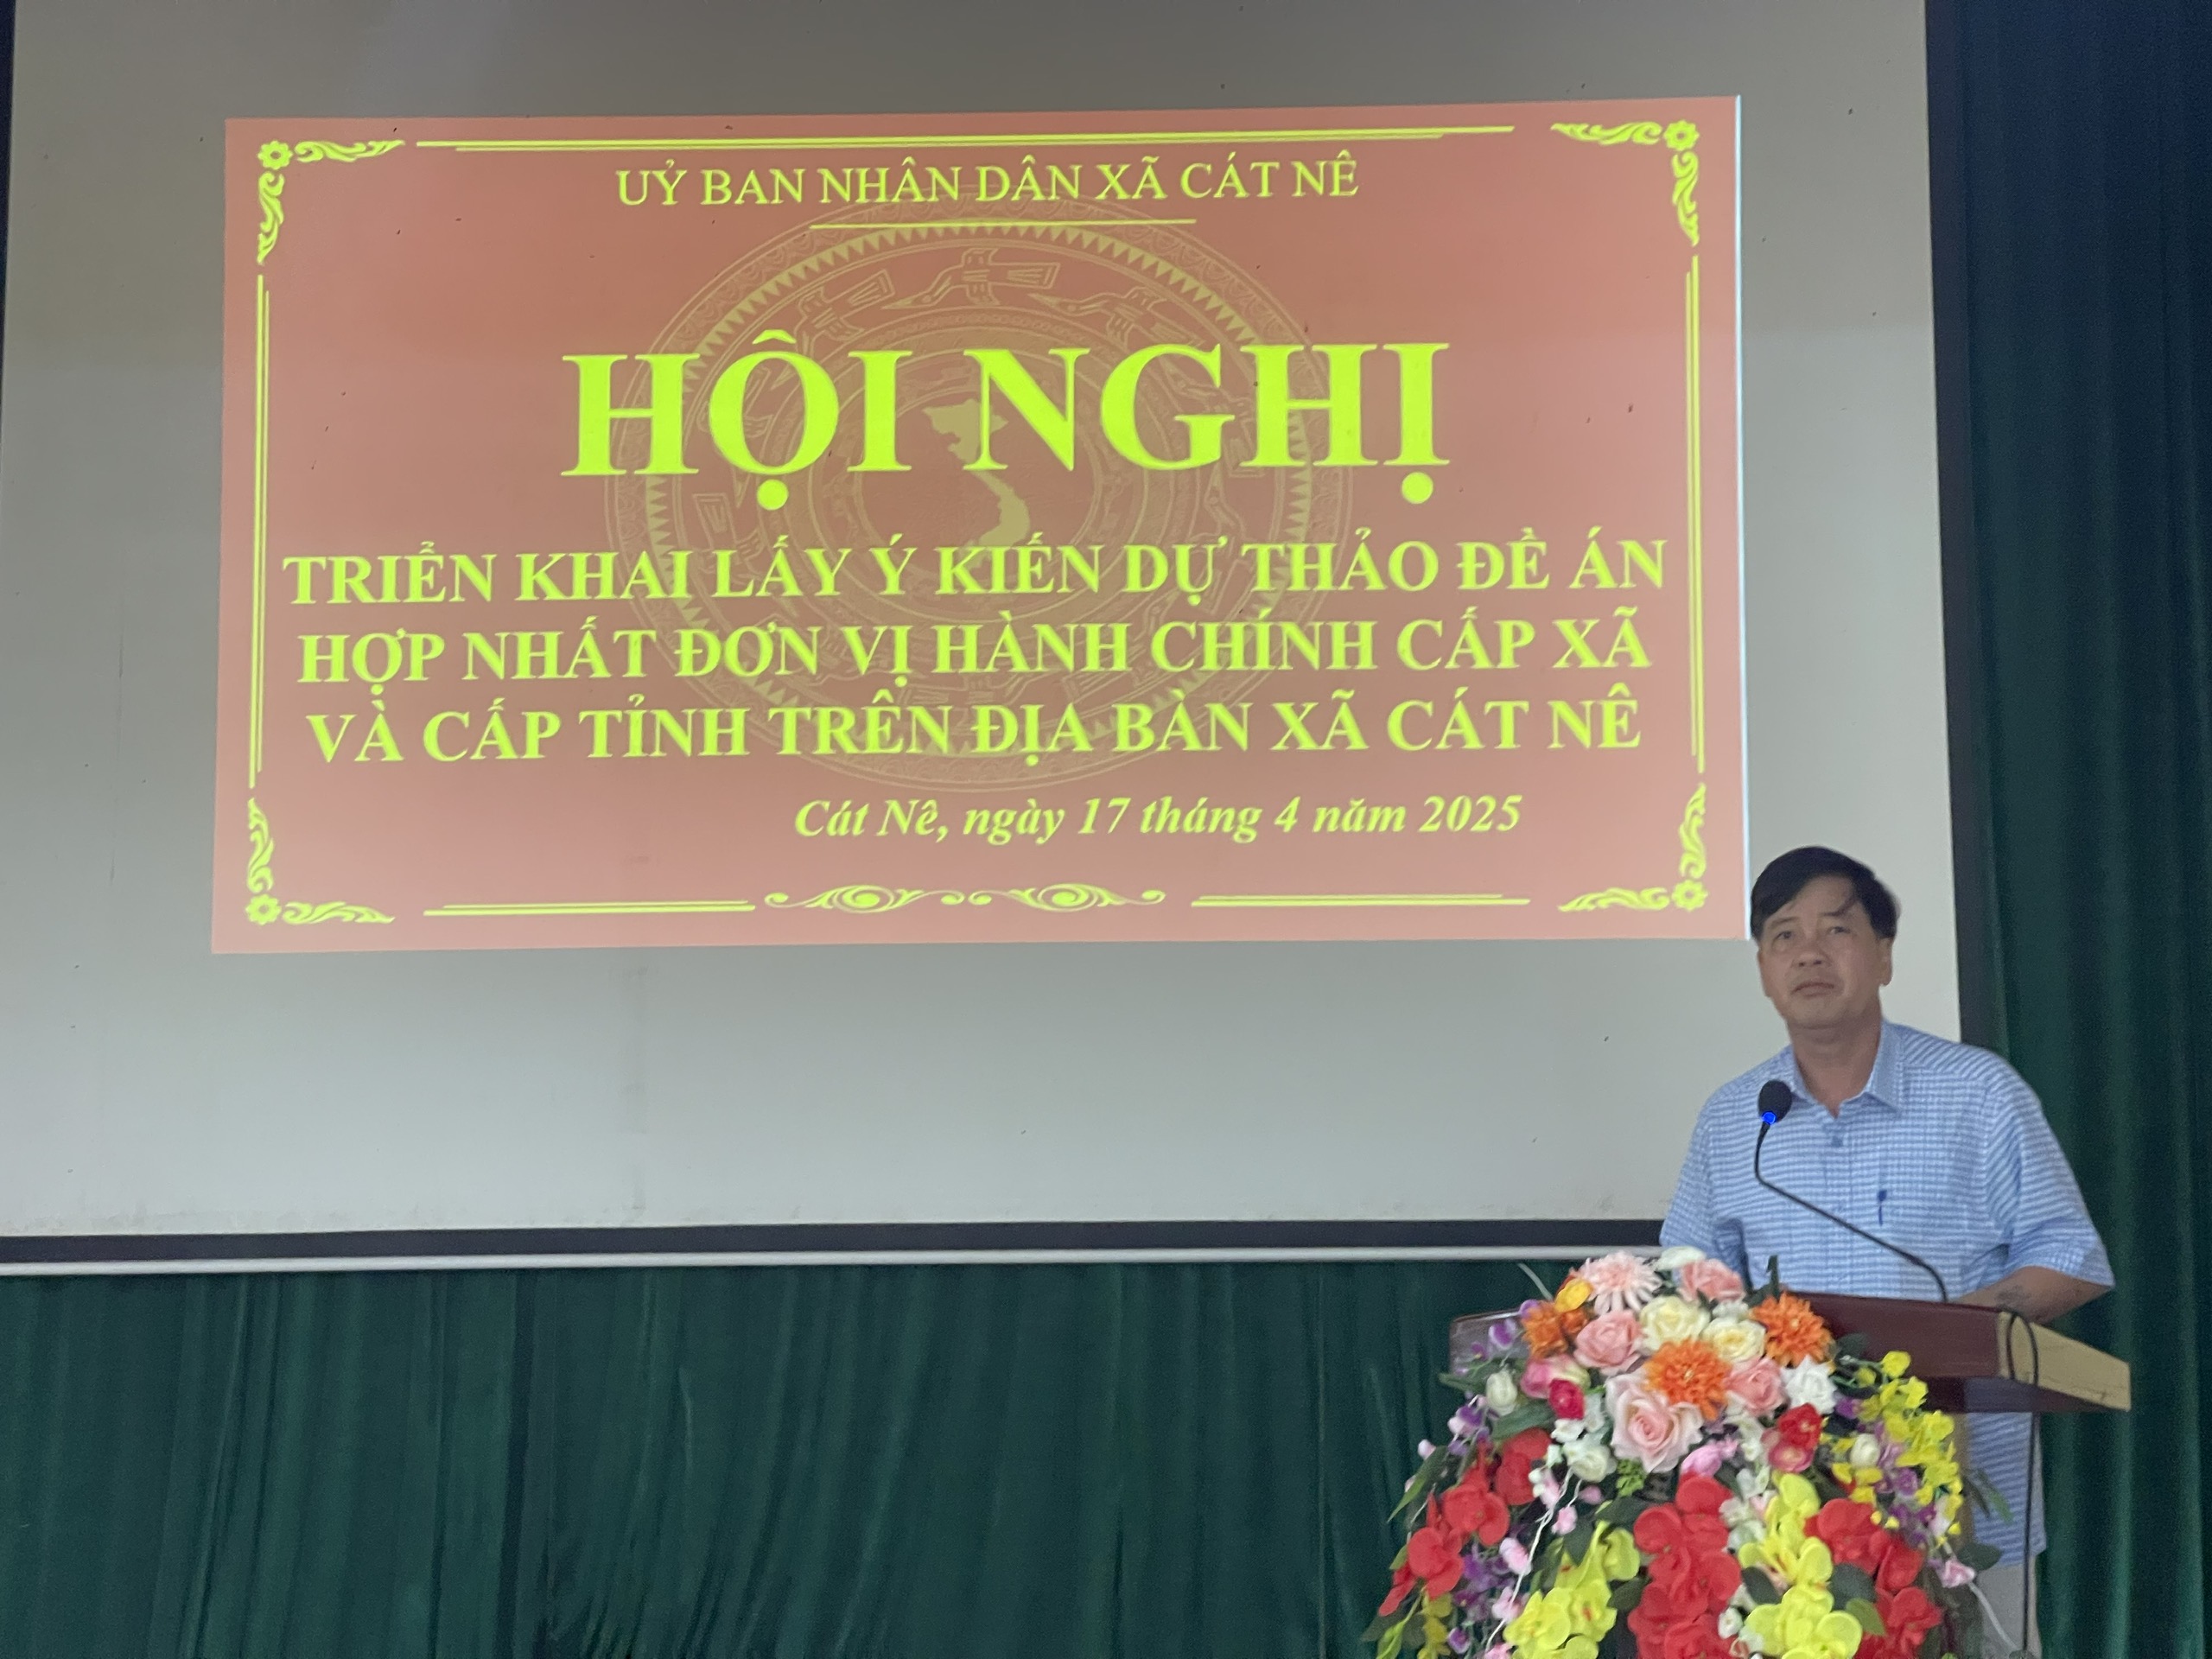 UỶ BAN NHÂN DÂN XÃ CÁT NÊ
HỘI NGHỊ
TRIỂN KHAI LẤY Ý KIẾN DỰ THẢO ĐỀ ÁN
HỢP NHẤT ĐƠN VỊ HÀNH CHÍNH CẤP XÃ
VÀ CẤP TỈNH TRÊN ĐỊA BÀN XÃ CÁT NÊ
Cát Nê, ngày 17 tháng 4 năm 2025